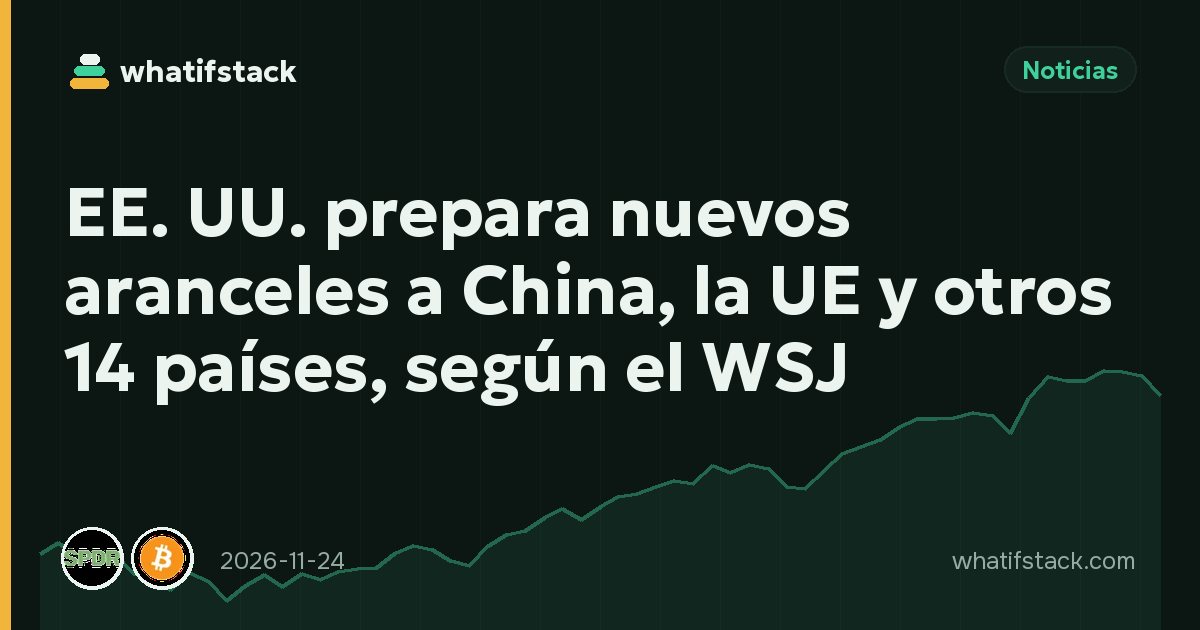 whatifstack
Noticias
EE. UU. prepara nuevos
aranceles a China, la UE y otros
14 países, según el WSJ
SPDR
2026-11-24
whatifstack.com